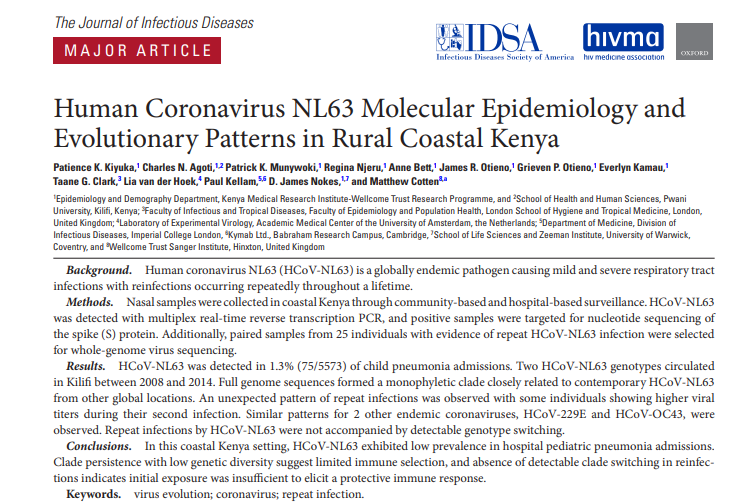 The Journal of Infectious Diseases
MAJOR ARTICLE
IDSA
Infectious Diseases Society of America
hivma
hiv medicine association
OXFORD
Human Coronavirus NL63 Molecular Epidemiology and
Evolutionary Patterns in Rural Coastal Kenya
Patience K. Kiyuka,1 Charles N. Agoti,1,2 Patrick K. Munywoki,1 Regina Njeru,1 Anne Bett,1 James R. Otieno,1 Grieven P. Otieno,1 Everlyn Kamau,1
Taane G. Clark,3 Lia van der Hoek,4 Paul Kellam,5,6 D. James Nokes,1,7 and Matthew Cotten8,a
1Epidemiology and Demography Department, Kenya Medical Research Institute-Wellcome Trust Research Programme, and 2School of Health and Human Sciences, Pwani
University, Kilifi, Kenya; 3Faculty of Infectious and Tropical Diseases, Faculty of Epidemiology and Population Health, London School of Hygiene and Tropical Medicine, London,
United Kingdom; 4Laboratory of Experimental Virology, Academic Medical Center of the University of Amsterdam, the Netherlands; 5Department of Medicine, Division of
Infectious Diseases, Imperial College London, 6Kymab Ltd., Babraham Research Campus, Cambridge, 7School of Life Sciences and Zeeman Institute, University of Warwick,
Coventry, and 8Wellcome Trust Sanger Institute, Hinxton, United Kingdom
Background. Human coronavirus NL63 (HCoV-NL63) is a globally endemic pathogen causing mild and severe respiratory tract
infections with reinfections occurring repeatedly throughout a lifetime.
Methods. Nasal samples were collected in coastal Kenya through community-based and hospital-based surveillance. HCoV-NL63
was detected with multiplex real-time reverse transcription PCR, and positive samples were targeted for nucleotide sequencing of
the spike (S) protein. Additionally, paired samples from 25 individuals with evidence of repeat HCoV-NL63 infection were selected
for whole-genome virus sequencing.
Results. HCoV-NL63 was detected in 1.3% (75/5573) of child pneumonia admissions. Two HCoV-NL63 genotypes circulated
in Kilifi between 2008 and 2014. Full genome sequences formed a monophyletic clade closely related to contemporary HCoV-NL63
from other global locations. An unexpected pattern of repeat infections was observed with some individuals showing higher viral
titers during their second infection. Similar patterns for 2 other endemic coronaviruses, HCoV-229E and HCoV-OC43, were
observed. Repeat infections by HCoV-NL63 were not accompanied by detectable genotype switching.
Conclusions. In this coastal Kenya setting, HCoV-NL63 exhibited low prevalence in hospital pediatric pneumonia admissions.
Clade persistence with low genetic diversity suggest limited immune selection, and absence of detectable clade switching in reinfec-
tions indicates initial exposure was insufficient to elicit a protective immune response.
Keywords. virus evolution; coronavirus; repeat infection.